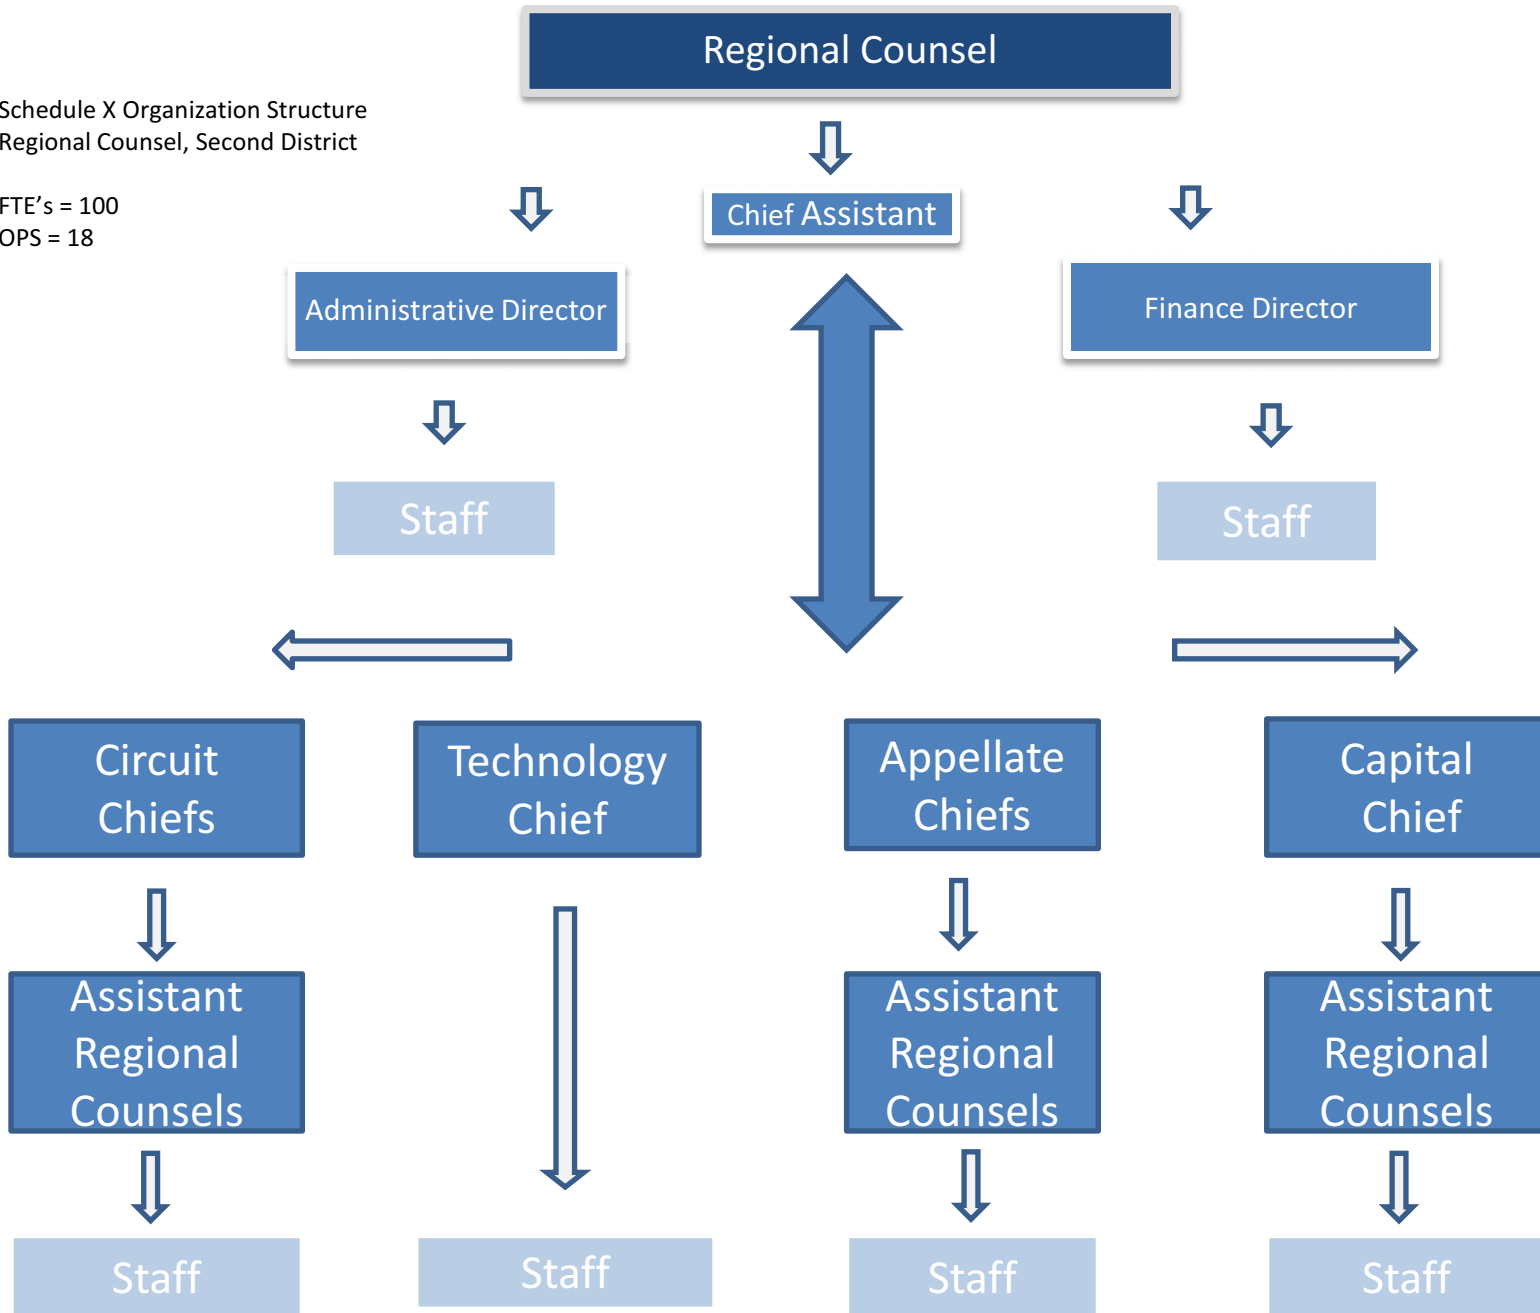 Regional Counsel
Schedule X Organization Structure
Regional Counsel, Second District
FTE’s = 100
OPS = 18
Chief Assistant
Administrative Director
Finance Director
Staff
Staff
Circuit
Chiefs
Technology
Chief
Appellate
Chiefs
Capital
Chief
Assistant
Regional
Counsels
Assistant
Regional
Counsels
Assistant
Regional
Counsels
Staff
Staff
Staff
Staff